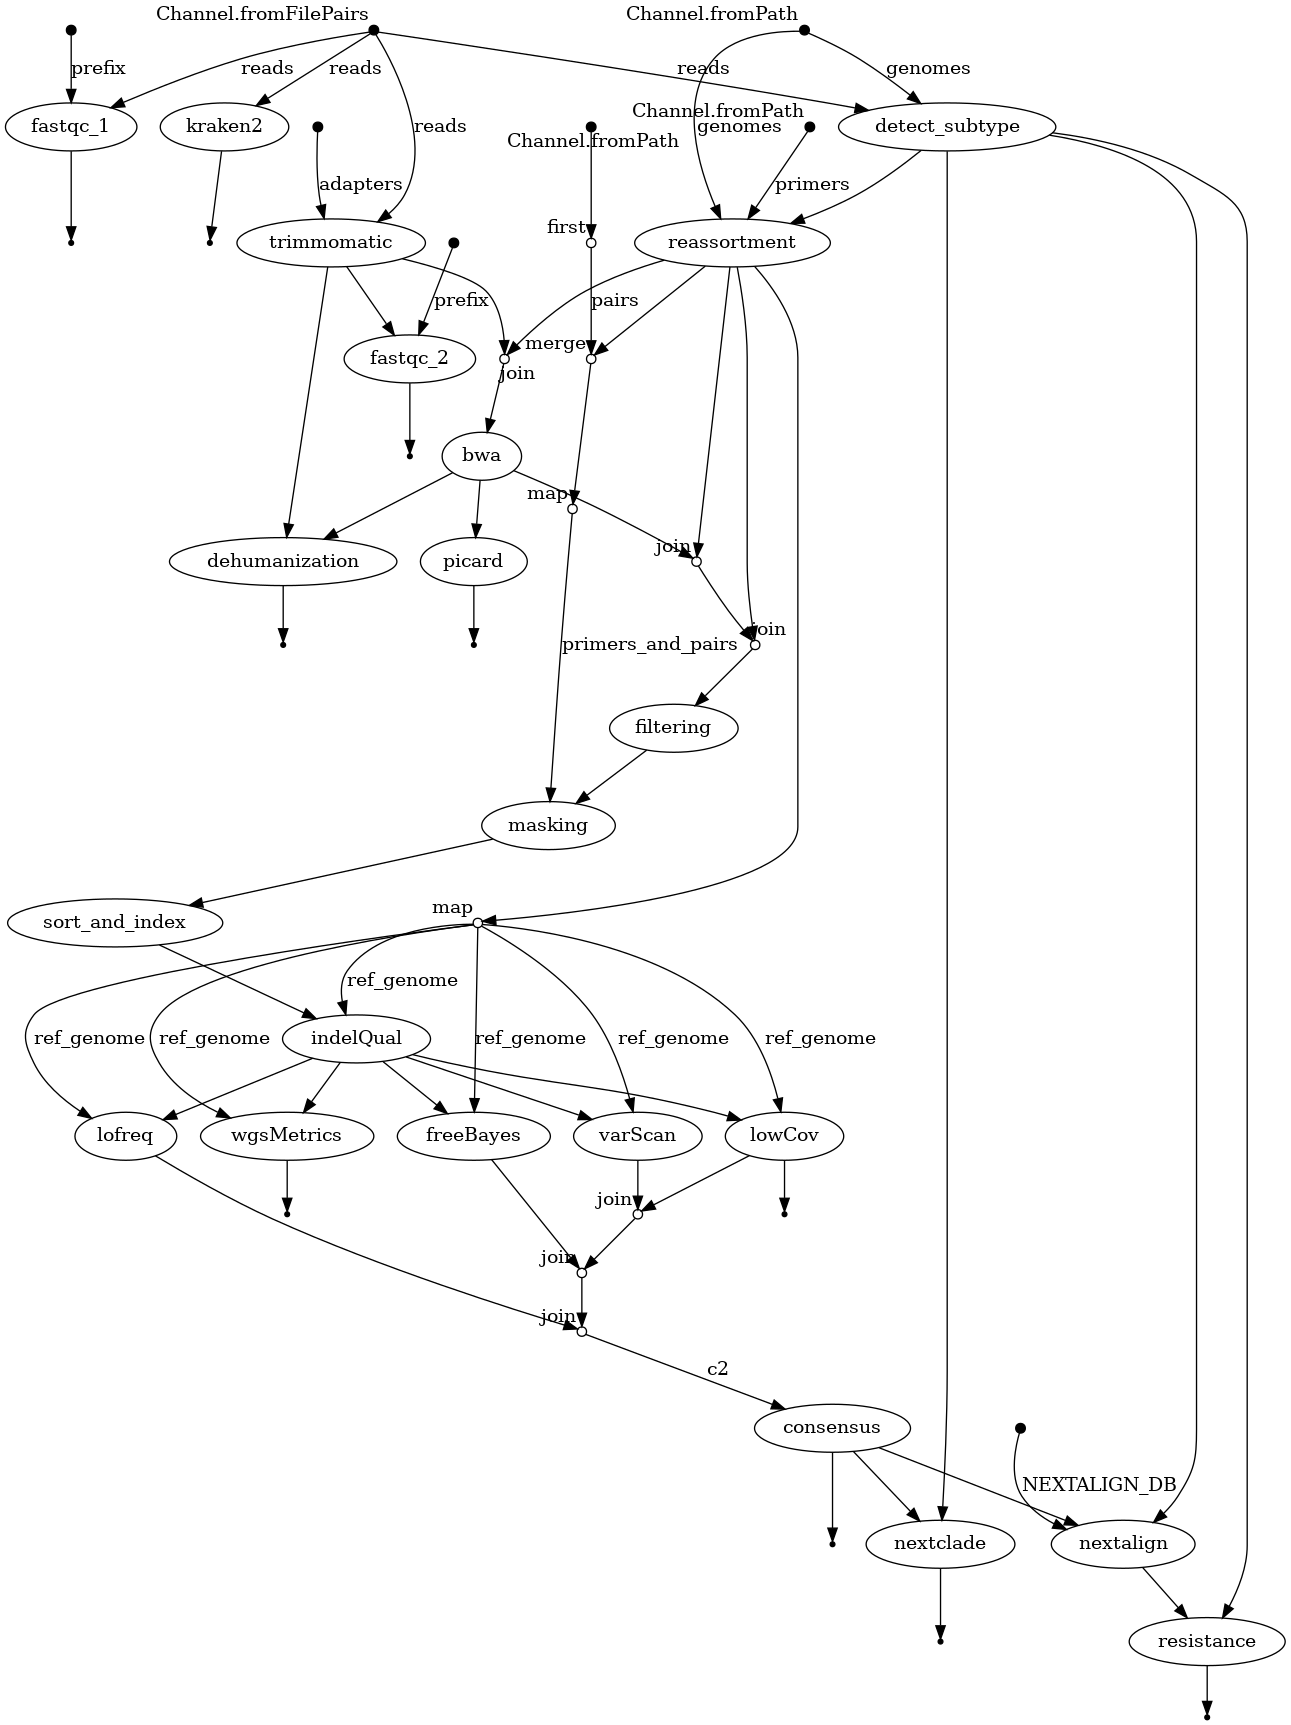 Channel.fromFilePairs
Channel.fromPath
prefix
reads
reads
reads
genomes
fastqc_1
kraken2
Channel.fromPath
reads
genomes
detect_subtype
Channel.fromPath
adapters
primers
first
trimmomatic
reassortment
prefix
pairs
merge
fastqc_2
join
bwa
map
join
dehumanization
picard
join
primers_and_pairs
filtering
masking
map
sort_and_index
ref_genome
indelQual
ref_genome
ref_genome
ref_genome
ref_genome
ref_genome
lofreq
wgsMetrics
freeBayes
varScan
lowCov
join
join
join
c2
consensus
NEXTALIGN_DB
nextclade
nextalign
resistance